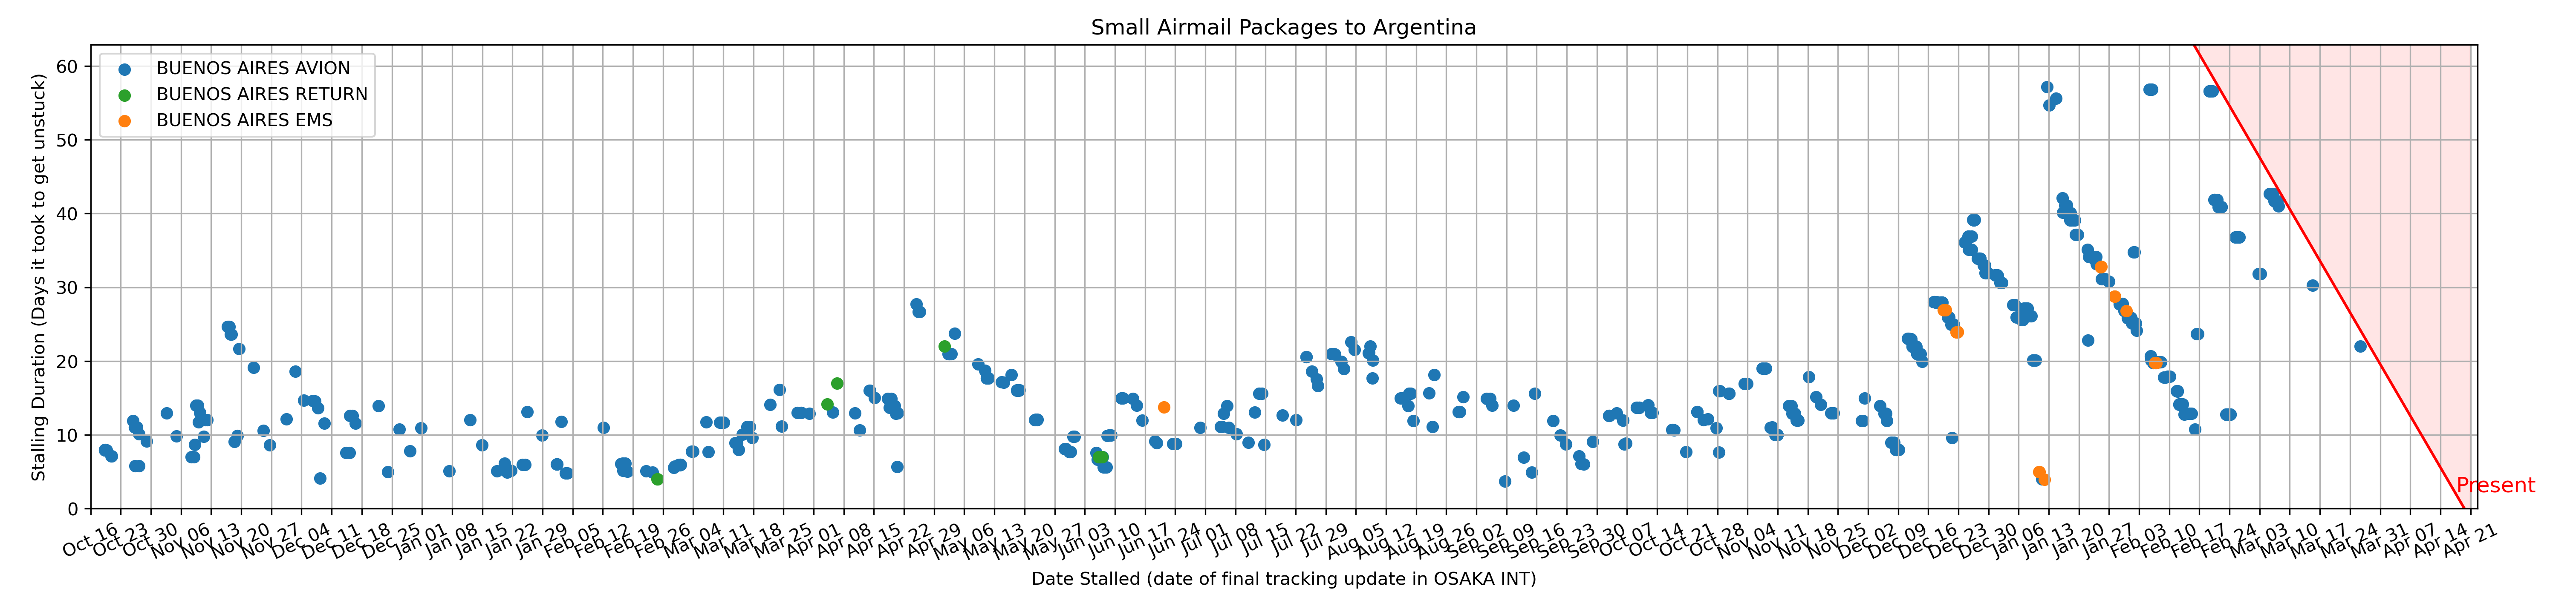 Small Airmail Packages to Argentina
BUENOS AIRES AVION
BUENOS AIRES RETURN
BUENOS AIRES EMS
Stalling Duration (Days it took to get unstuck)
60
50
40
30
20
10
0
Present
Oct 16
Oct 23
Oct 30
Nov 06
Nov 13
Nov 20
Nov 27
Dec 04
Dec 11
Dec 18
Dec 25
Jan 01
Jan 08
Jan 15
Jan 22
Jan 29
Feb 05
Feb 12
Feb 19
Feb 26
Mar 04
Mar 11
Mar 18
Mar 25
Apr 01
Apr 08
Apr 15
Apr 22
Apr 29
May 06
May 13
May 20
May 27
Jun 03
Jun 10
Jun 17
Jun 24
Jul 01
Jul 08
Jul 15
Jul 22
Jul 29
Aug 05
Aug 12
Aug 19
Aug 26
Sep 02
Sep 09
Sep 16
Sep 23
Sep 30
Oct 07
Oct 14
Oct 21
Oct 28
Nov 04
Nov 11
Nov 18
Nov 25
Dec 02
Dec 09
Dec 16
Dec 23
Dec 30
Jan 06
Jan 13
Jan 20
Jan 27
Feb 03
Feb 10
Feb 17
Feb 24
Mar 03
Mar 10
Mar 17
Mar 24
Mar 31
Apr 07
Apr 14
Apr 21
Date Stalled (date of final tracking update in OSAKA INT)